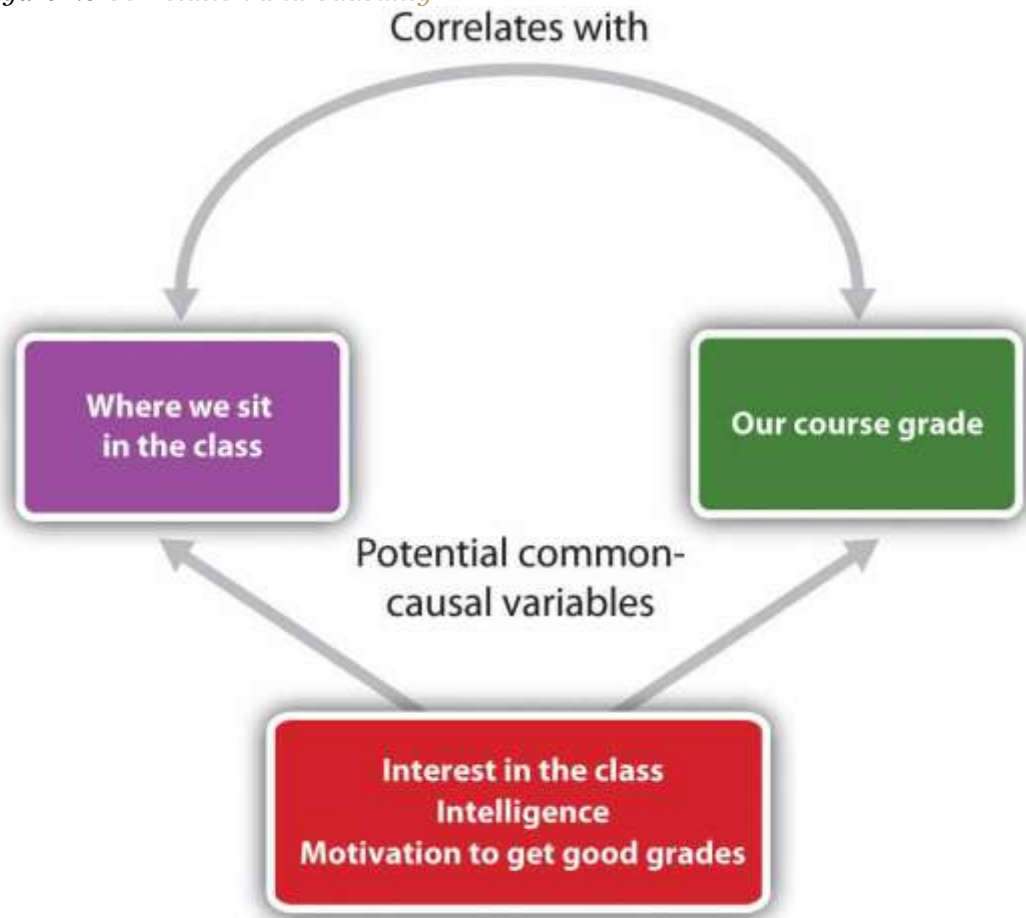 Correlates with
Where we sit
in the class
Our course grade
Potential common-
causal variables
Interest in the class
Intelligence
Motivation to get good grades